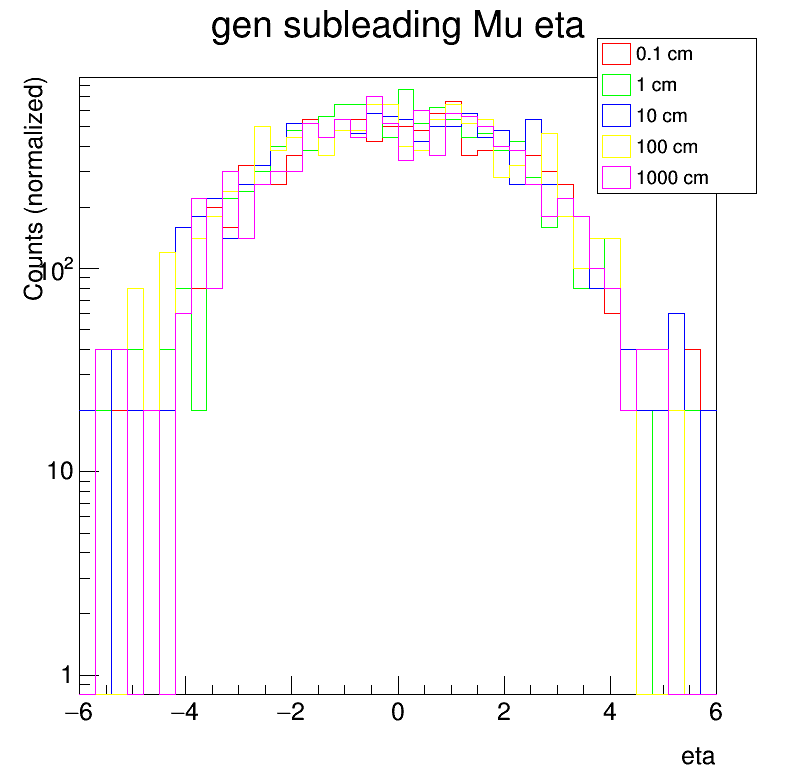 gen subleading Mu eta
0.1 cm
1 cm
10 cm
100 cm
1000 cm
Counts (normalized)
10²
10
1
−6 −4 −2 0 2 4 6
eta